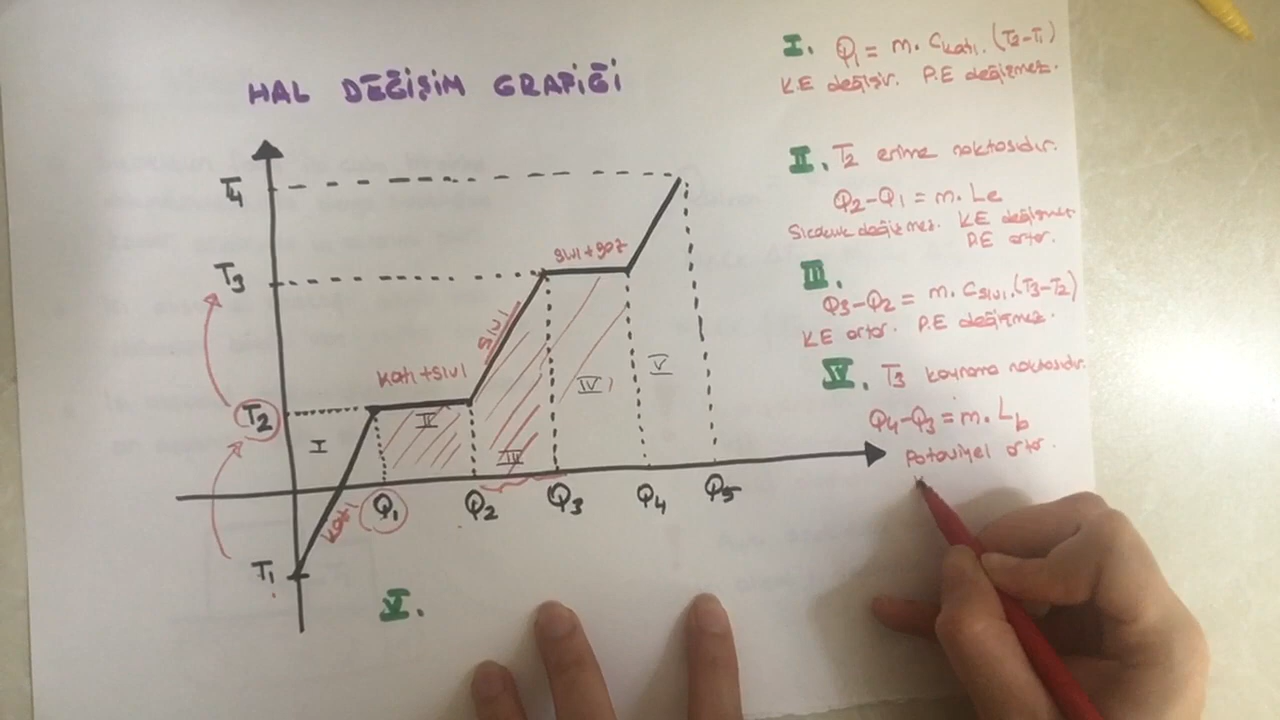 HAL DEĞİŞİM GRAFİĞİ
T4
T3
T2
T1
I
II
III
IV
V
katı
katı+sıvı
sıvı
sıvı+gaz
Q1
Q2
Q3
Q4
Q5
I. Q1 = m. Ckatı. (T2-T1)
K.E değişir. P.E değişmez.
II. T2 erime noktasıdır.
Q2-Q1 = m. Le
Sıcaklık değişmez. KE değişmez.
P.E artar.
III.
Q3-Q2 = m. Csıvı. (T3-T2)
KE artar. P.E değişmez.
IV. T3 kaynama noktasıdır.
Q4-Q3 = m. Lb
Potansiyel artar.
V.